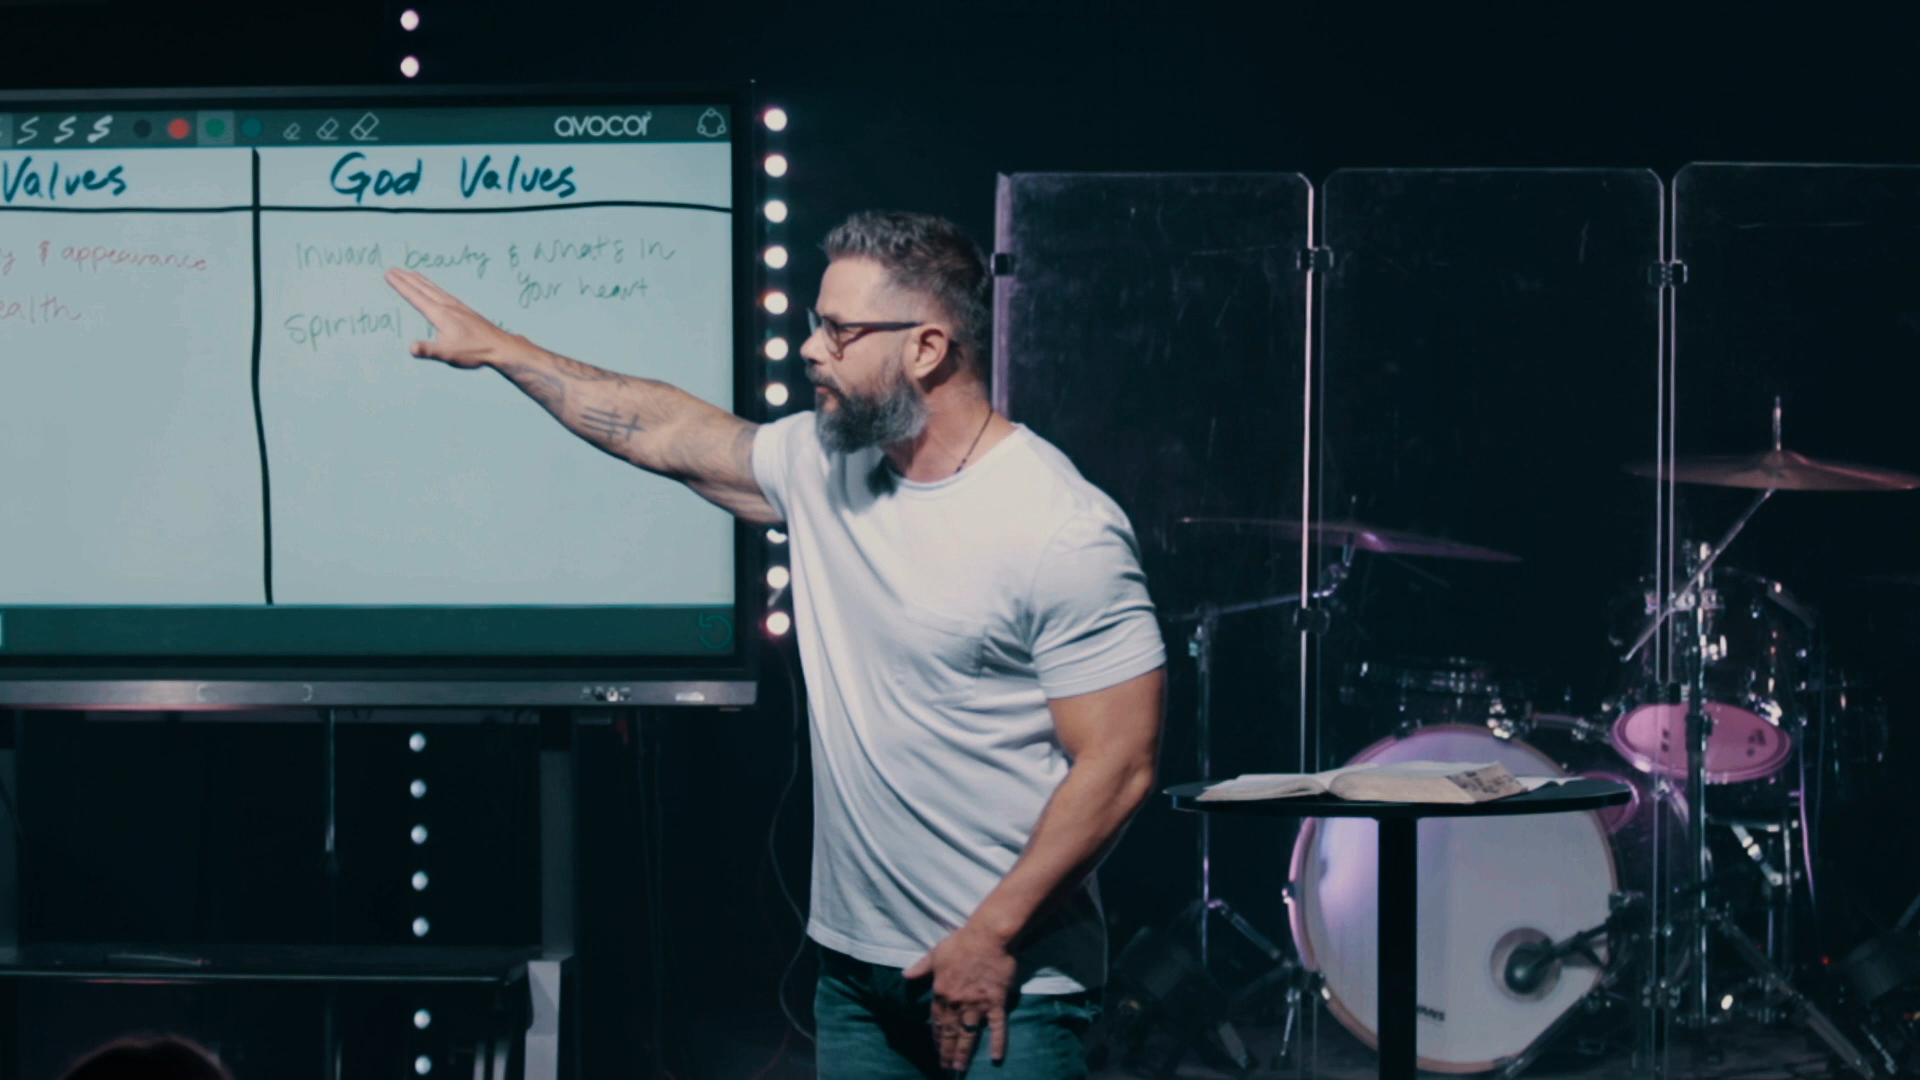 avocor
Values
God Values
y & appearance
ealth
Inward beauty & what's in
your heart
Spiritual